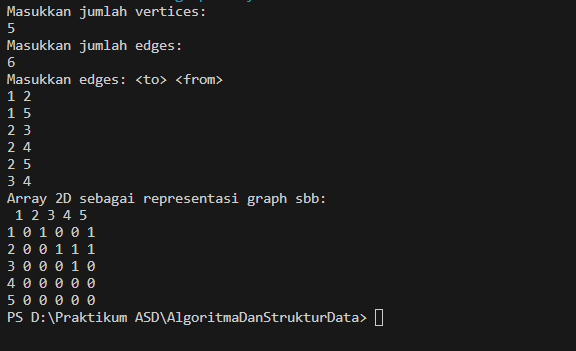 Masukkan jumlah vertices:
5
Masukkan jumlah edges:
6
Masukkan edges: <to> <from>
1 2
1 5
2 3
2 4
2 5
3 4
Array 2D sebagai representasi graph sbb:
 1 2 3 4 5
1 0 1 0 0 1
2 0 0 1 1 1
3 0 0 0 1 0
4 0 0 0 0 0
5 0 0 0 0 0
PS D:\Praktikum ASD\AlgoritmaDanStrukturData>